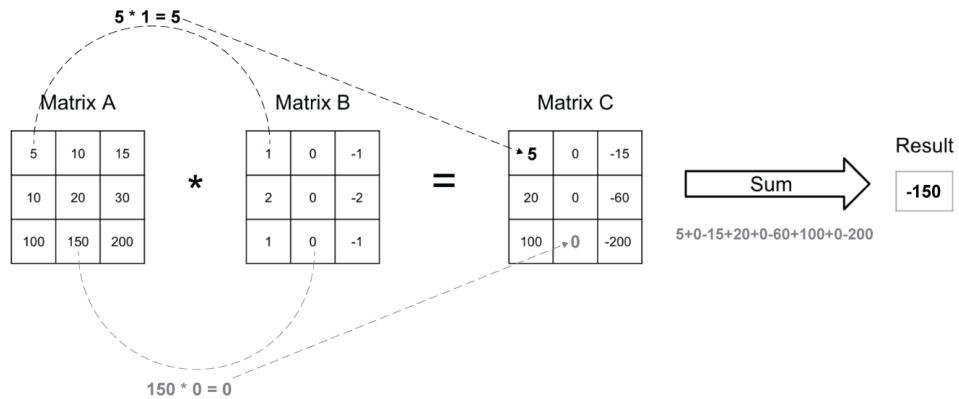 5 * 1 = 5
Matrix A
Matrix B
Matrix C
5 10 15
10 20 30
100 150 200
*
1 0 -1
2 0 -2
1 0 -1
=
5 0 -15
20 0 -60
100 0 -200
Sum
5+0-15+20+0-60+100+0-200
Result
-150
150 * 0 = 0